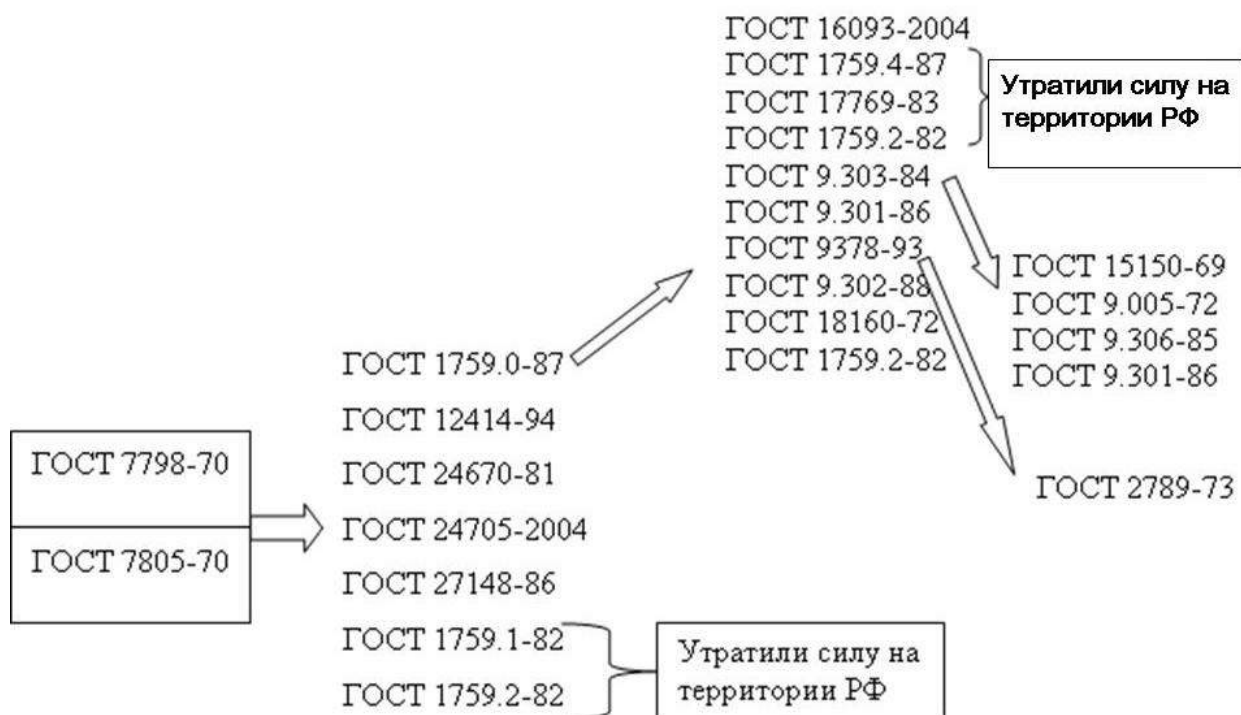 ГОСТ 16093-2004
ГОСТ 1759.4-87
ГОСТ 17769-83
ГОСТ 1759.2-82
ГОСТ 9.303-84
ГОСТ 9.301-86
ГОСТ 9378-93
ГОСТ 9.302-88
ГОСТ 18160-72
ГОСТ 1759.2-82
Утратили силу на
территории РФ
ГОСТ 15150-69
ГОСТ 9.005-72
ГОСТ 9.306-85
ГОСТ 9.301-86
ГОСТ 2789-73
ГОСТ 1759.0-87
ГОСТ 12414-94
ГОСТ 24670-81
ГОСТ 24705-2004
ГОСТ 27148-86
ГОСТ 1759.1-82
ГОСТ 1759.2-82
Утратили силу на
территории РФ
ГОСТ 7798-70
ГОСТ 7805-70